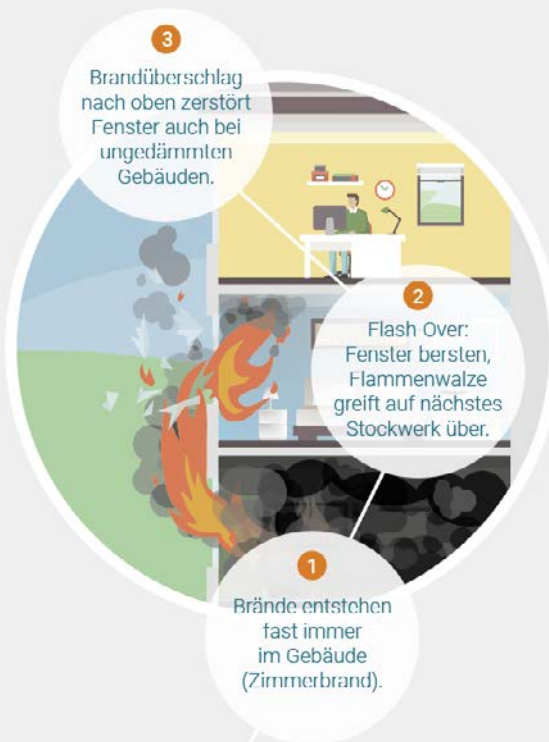 3
Brandüberschlag
nach oben zerstört
Fenster auch bei
ungedämmten
Gebäuden.
2
Flash-Over:
Fenster bersten,
Flammenwalze
greift auf nächstes
Stockwerk über.
1
Brände entstehen
fast immer
im Gebäude
(Zimmerbrand).